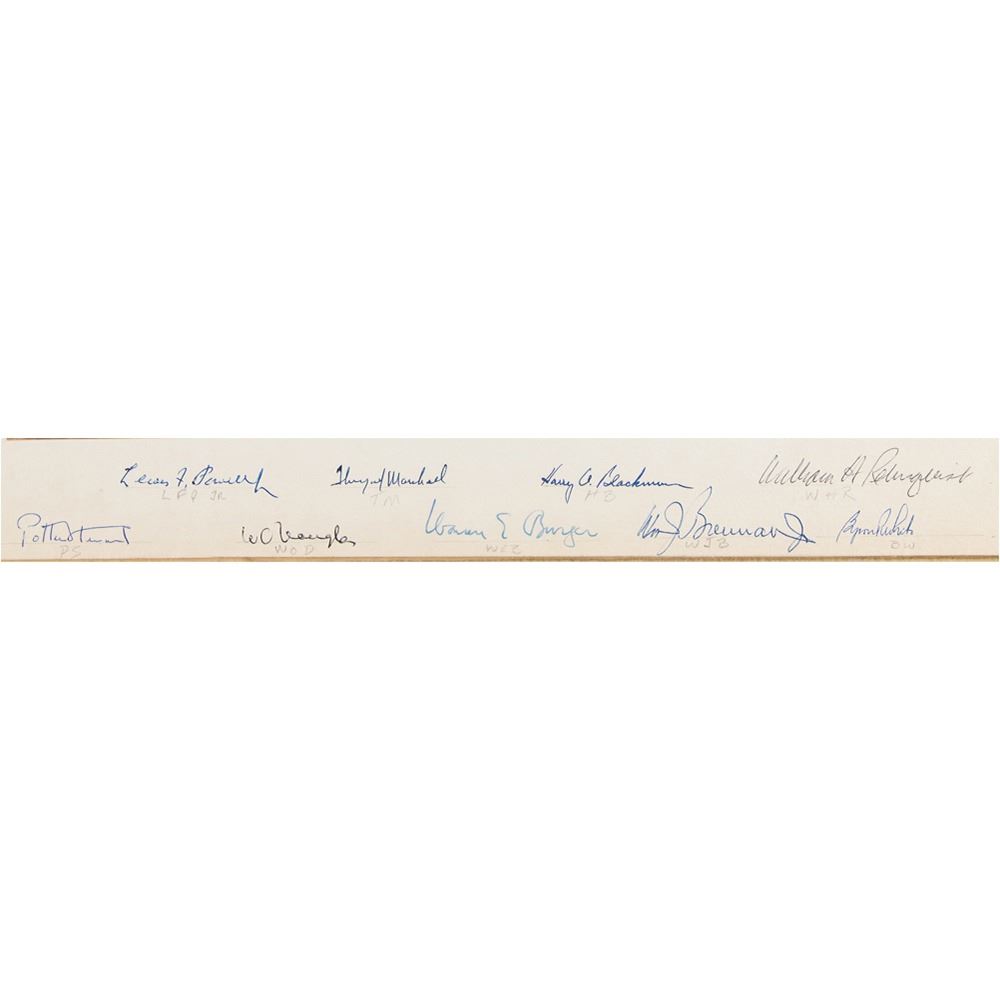 Lewis F. Powell Jr Thurgood Marshall Harry A. Blackmun William H Rehnquist
LFP JR TM HB WHR
Potter Stewart Wm O Douglas Warren E Burger Wm J Brennan Jr Byron White
PS WOD WEB WJB BW